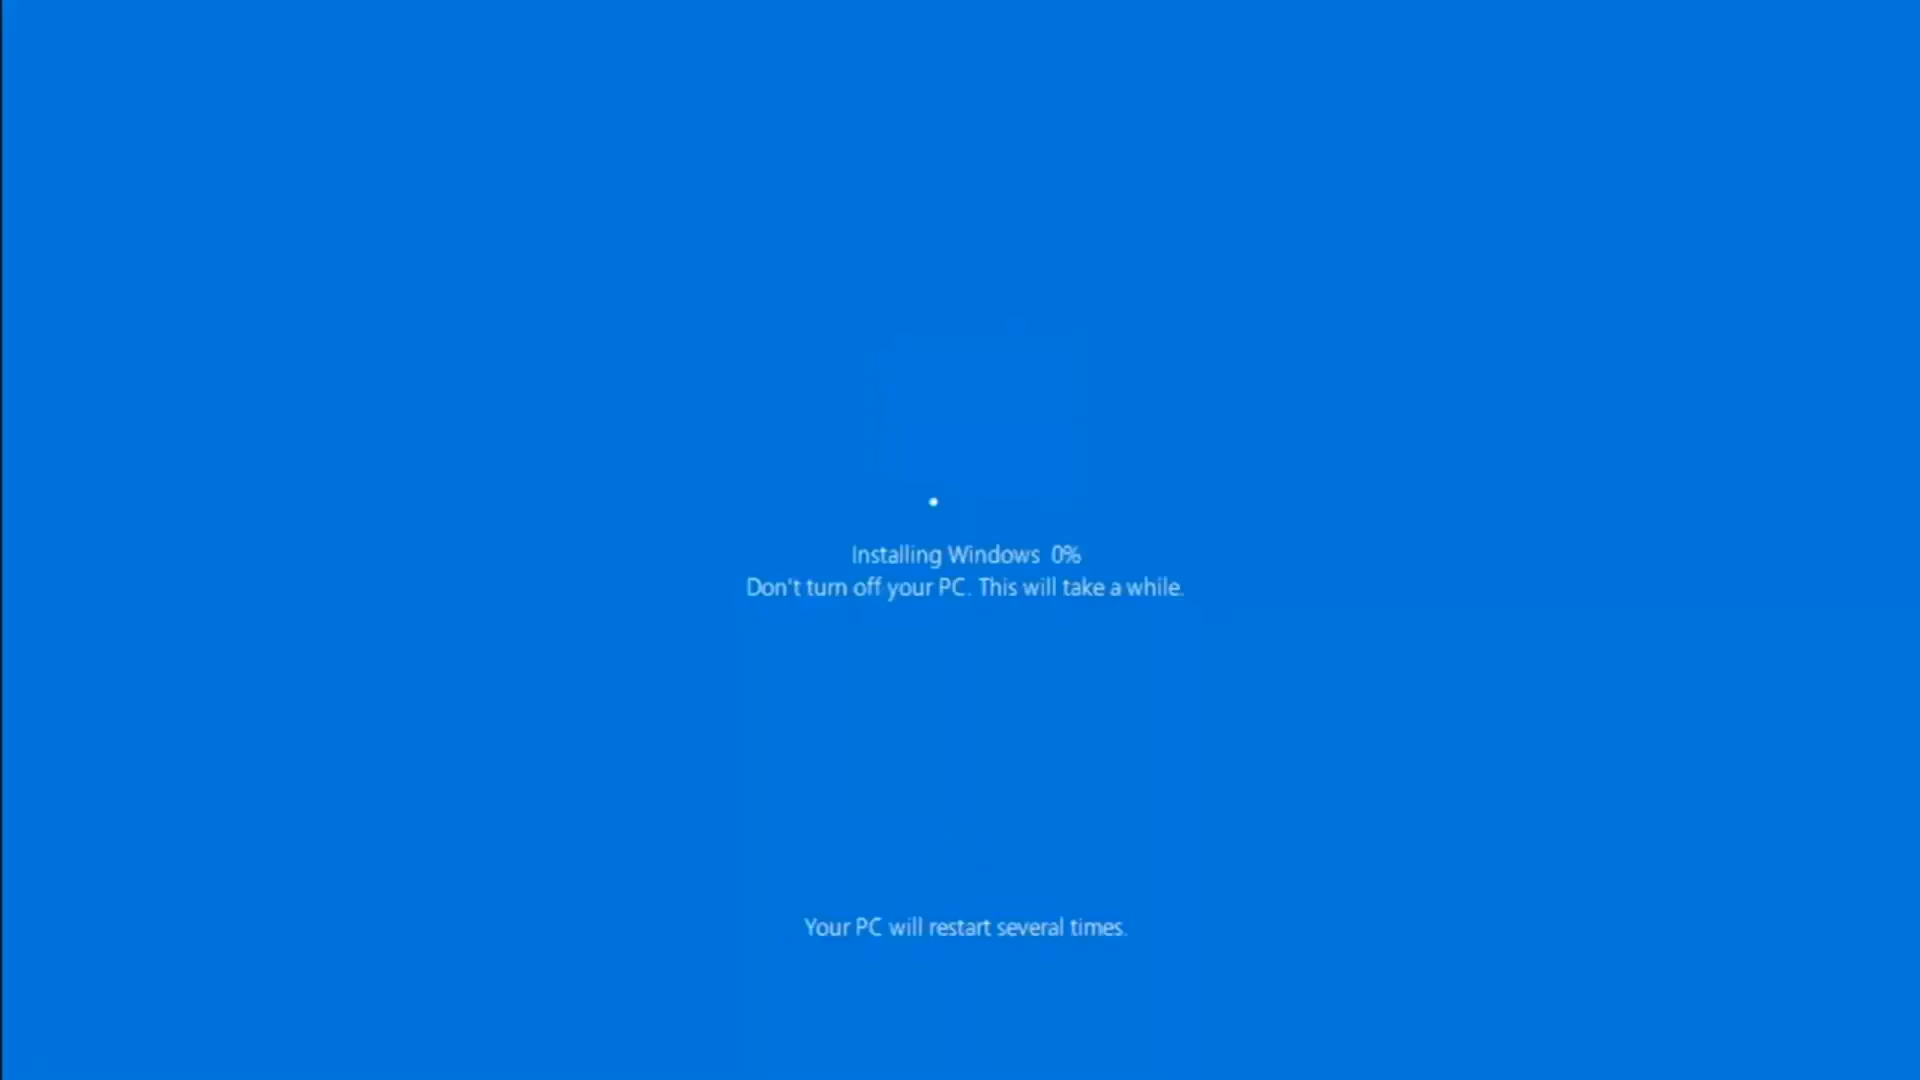 Installing Windows 0%
Don't turn off your PC. This will take a while.
Your PC will restart several times.